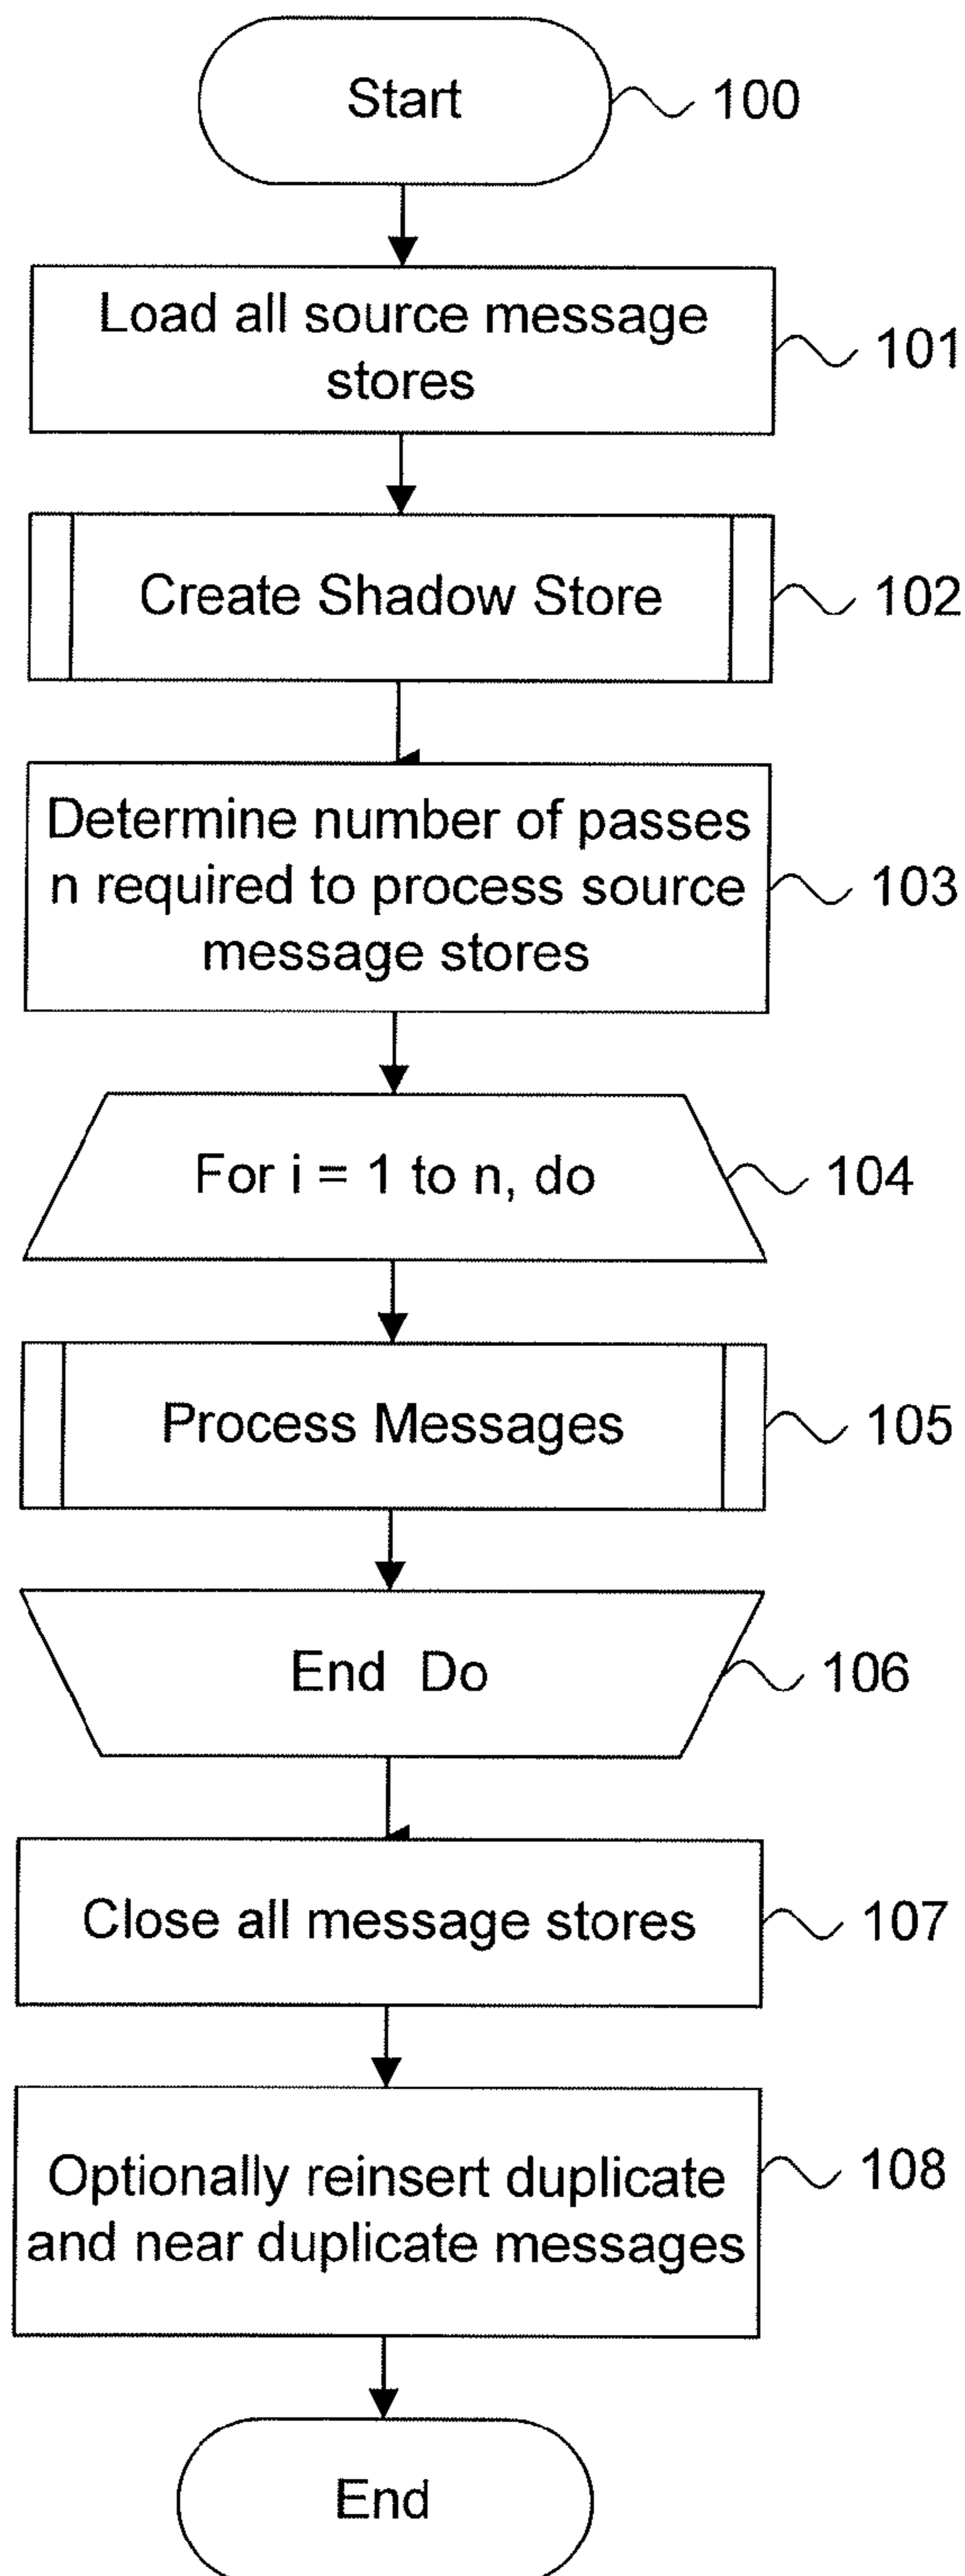 Start
100
Load all source message
stores
101
Create Shadow Store
102
Determine number of passes
n required to process source
message stores
103
For i = 1 to n, do
104
Process Messages
105
End Do
106
Close all message stores
107
Optionally reinsert duplicate
and near duplicate messages
108
End